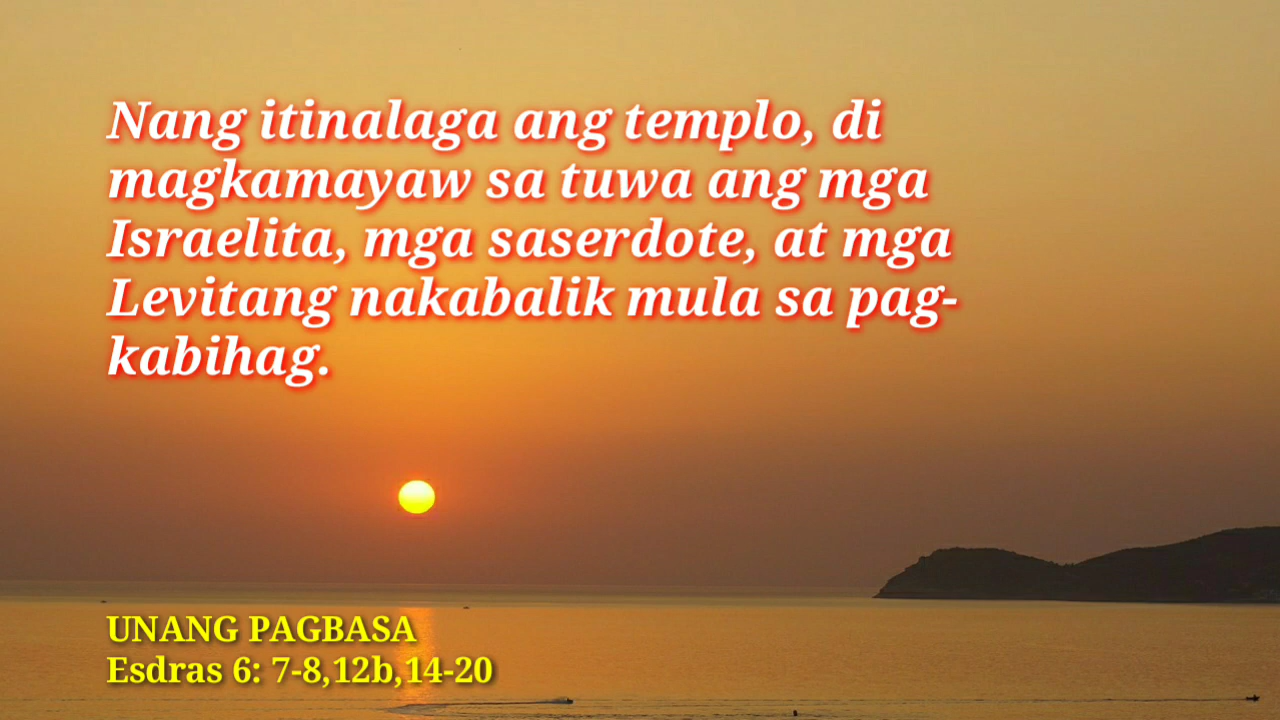 Nang itinalaga ang templo, di
magkamayaw sa tuwa ang mga
Israelita, mga saserdote, at mga
Levitang nakabalik mula sa pag-
kabihag.
UNANG PAGBASA
Esdras 6: 7-8,12b,14-20